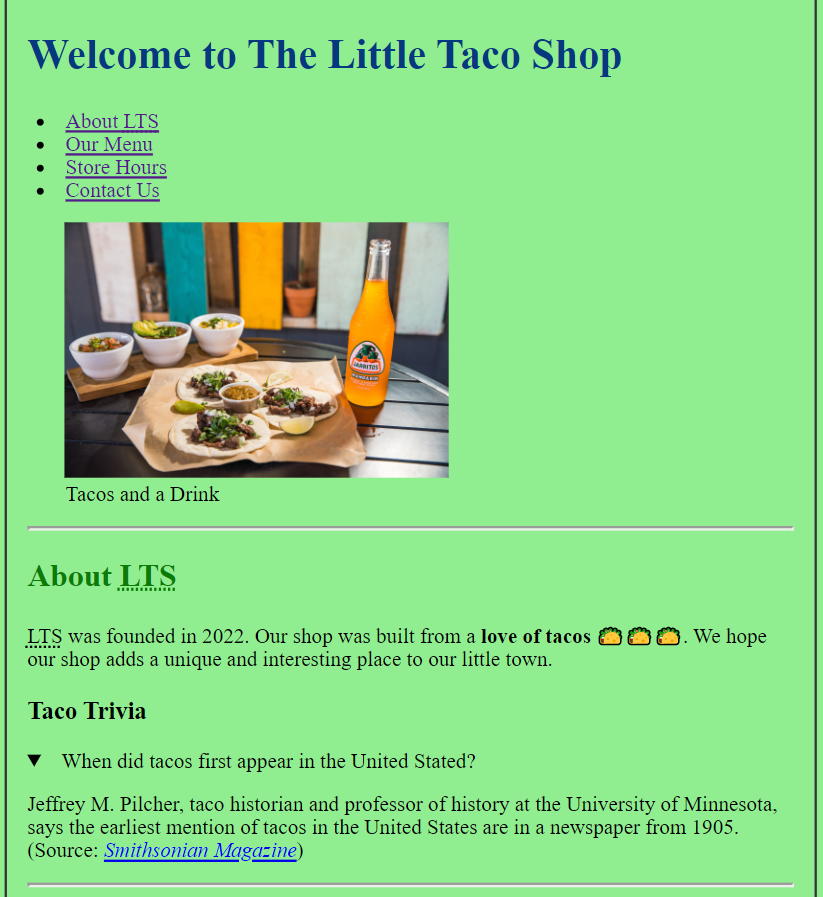 Welcome to The Little Taco Shop
About LTS
Our Menu
Store Hours
Contact Us
JARRITOS
Tacos and a Drink
About LTS
LTS was founded in 2022. Our shop was built from a love of tacos 🌮🌮🌮. We hope
our shop adds a unique and interesting place to our little town.
Taco Trivia
When did tacos first appear in the United Stated?
Jeffrey M. Pilcher, taco historian and professor of history at the University of Minnesota,
says the earliest mention of tacos in the United States are in a newspaper from 1905.
(Source: Smithsonian Magazine)